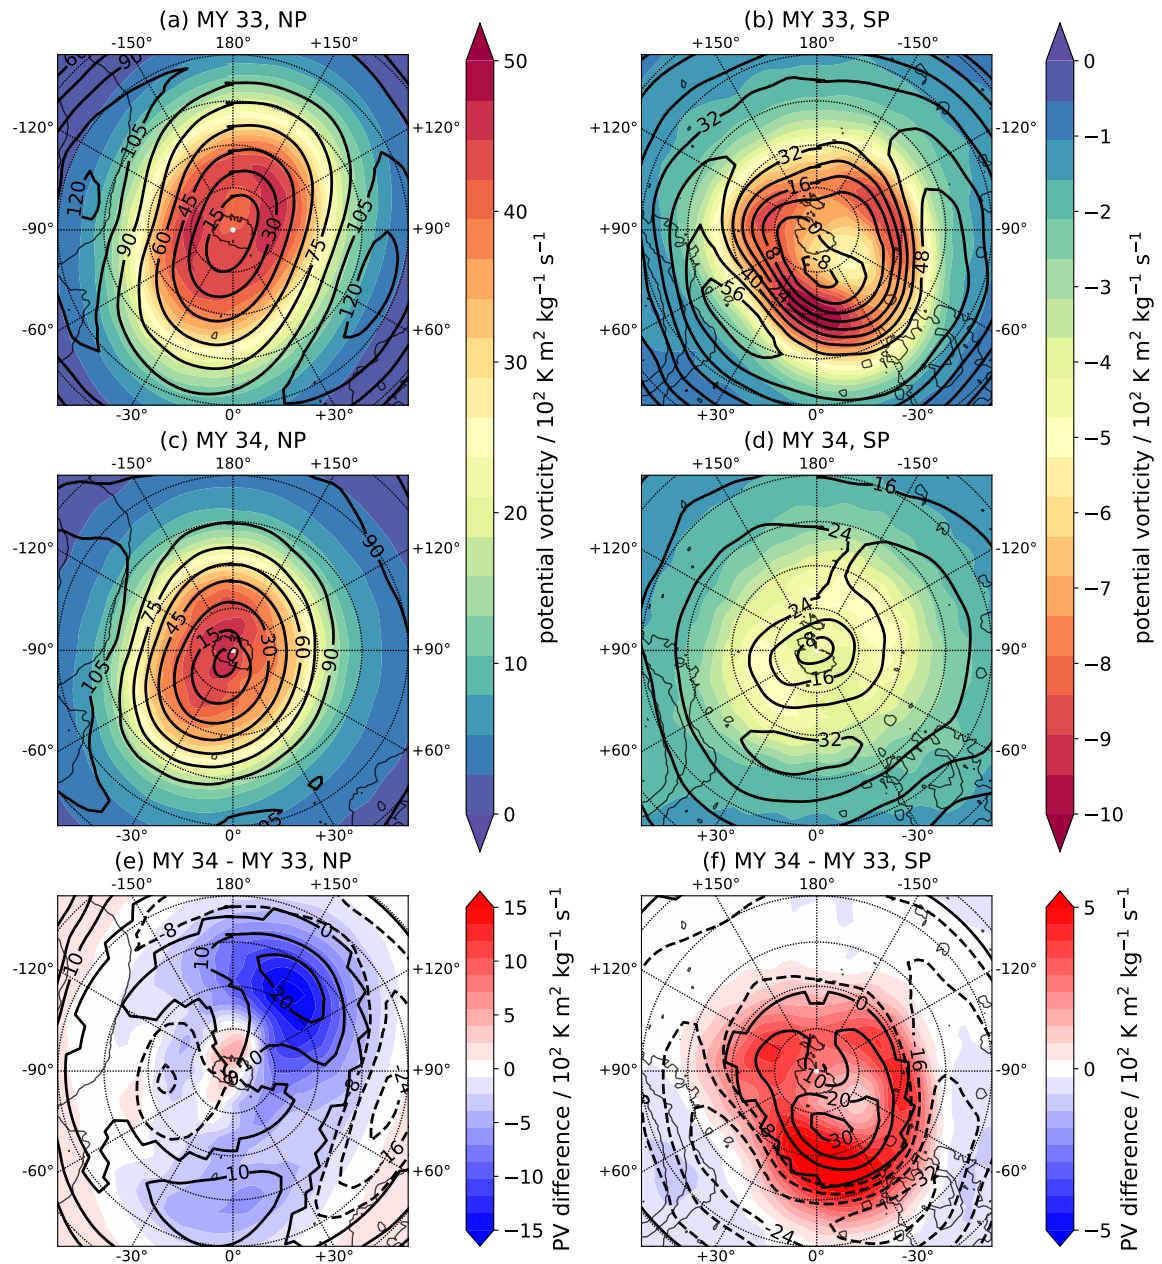 (a) MY 33, NP
(b) MY 33, SP
-150° 180° +150°
+150° 180° -150°
-120° +120°
+120° -120°
-90° +90°
+90° -90°
-60° +60°
+60° -60°
-30° 0° +30°
+30° 0° -30°
60 90 105 120 90 60 45 15 30 75 105 120
-32 -32 -16 0 -8 -8 -40 -56 -24 -48
50
40
30
20
10
0
potential vorticity / 10² K m² kg⁻¹ s⁻¹
0
−1
−2
−3
−4
−5
−6
−7
−8
−9
−10
potential vorticity / 10² K m² kg⁻¹ s⁻¹
(c) MY 34, NP
(d) MY 34, SP
-150° 180° +150°
+150° 180° -150°
-120° +120°
+120° -120°
-90° +90°
+90° -90°
-60° +60°
+60° -60°
-30° 0° +30°
+30° 0° -30°
90 75 45 15 0 30 60 90 105
-16 -24 -24 -8 -16 -32
(e) MY 34 - MY 33, NP
(f) MY 34 - MY 33, SP
-150° 180° +150°
+150° 180° -150°
-120° +120°
+120° -120°
-90° +90°
+90° -90°
-60° +60°
+60° -60°
-30° 0° +30°
+30° 0° -30°
-8 0 10 10 -20 -8 -24 -16 -10
0 -16 10 20 30 -8 -32 -24
15
10
5
0
−5
−10
−15
PV difference / 10² K m² kg⁻¹ s⁻¹
5
0
−5
PV difference / 10² K m² kg⁻¹ s⁻¹